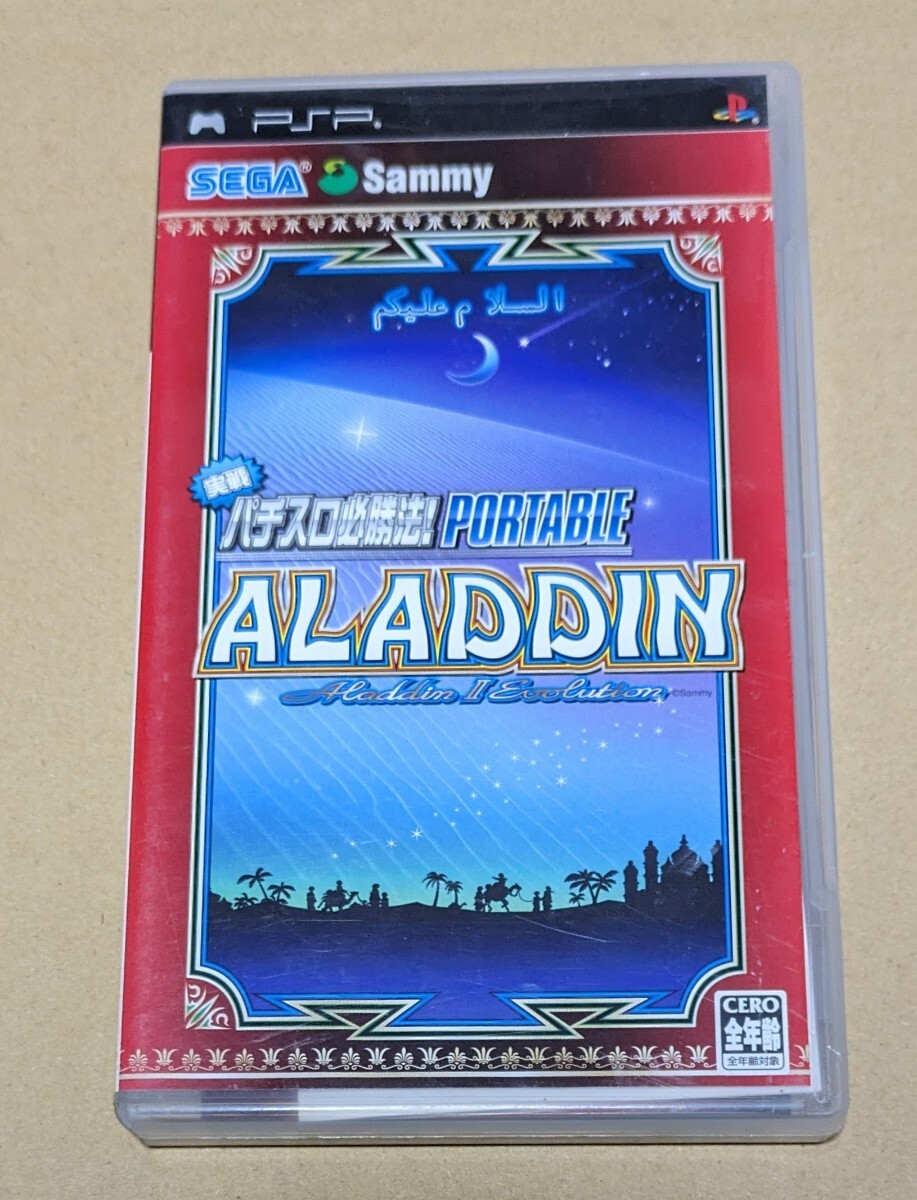 PSP®
SEGA® Sammy
السلام عليكم
実戦
パチスロ必勝法! PORTABLE
ALADDIN
Aladdin II Evolution ©Sammy
CERO
全年齢
全年齢対象